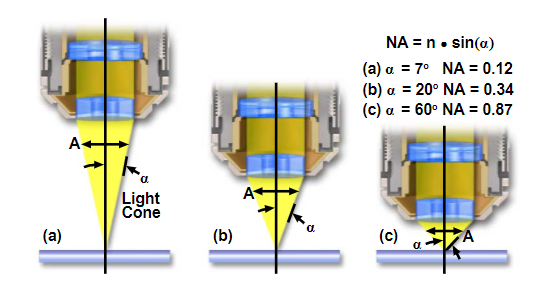 NA = n • sin(α)
(a) α = 7° NA = 0.12
(b) α = 20° NA = 0.34
(c) α = 60° NA = 0.87
A
α
Light
Cone
(a)
A
α
(b)
A
α
(c)